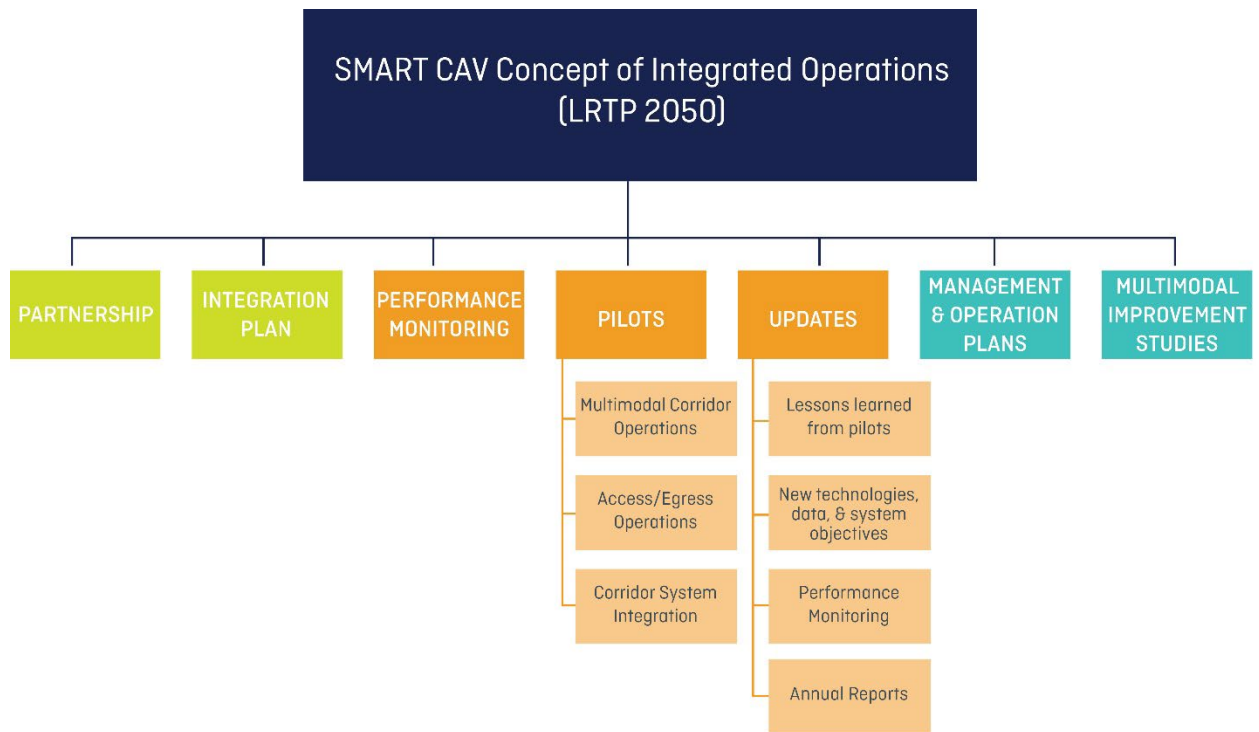 SMART CAV Concept of Integrated Operations
(LRTP 2050)
PARTNERSHIP
INTEGRATION
PLAN
PERFORMANCE
MONITORING
PILOTS
UPDATES
MANAGEMENT
& OPERATION
PLANS
MULTIMODAL
IMPROVEMENT
STUDIES
Multimodal Corridor
Operations
Access/Egress
Operations
Corridor System
Integration
Lessons learned
from pilots
New technologies,
data, & system
objectives
Performance
Monitoring
Annual Reports